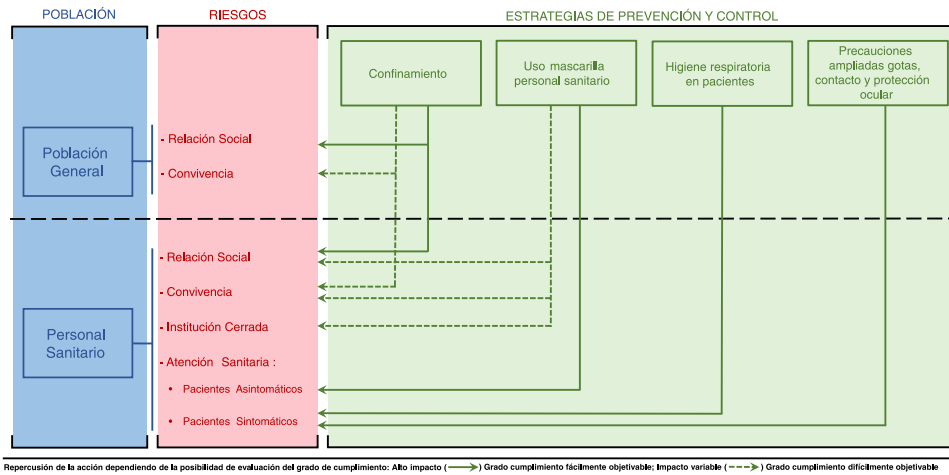 POBLACIÓN
RIESGOS
ESTRATEGIAS DE PREVENCIÓN Y CONTROL
Confinamiento
Uso mascarilla
personal sanitario
Higiene respiratoria
en pacientes
Precauciones
ampliadas gotas,
contacto y protección
ocular
Población
General
- Relación Social
- Convivencia
Personal
Sanitario
- Relación Social
- Convivencia
- Institución Cerrada
- Atención Sanitaria :
• Pacientes Asintomáticos
• Pacientes Sintomáticos
Repercusión de la acción dependiendo de la posibilidad de evaluación del grado de cumplimiento: Alto impacto ( ) Grado cumplimiento fácilmente objetivable; Impacto variable ( ) Grado cumplimiento difícilmente objetivable